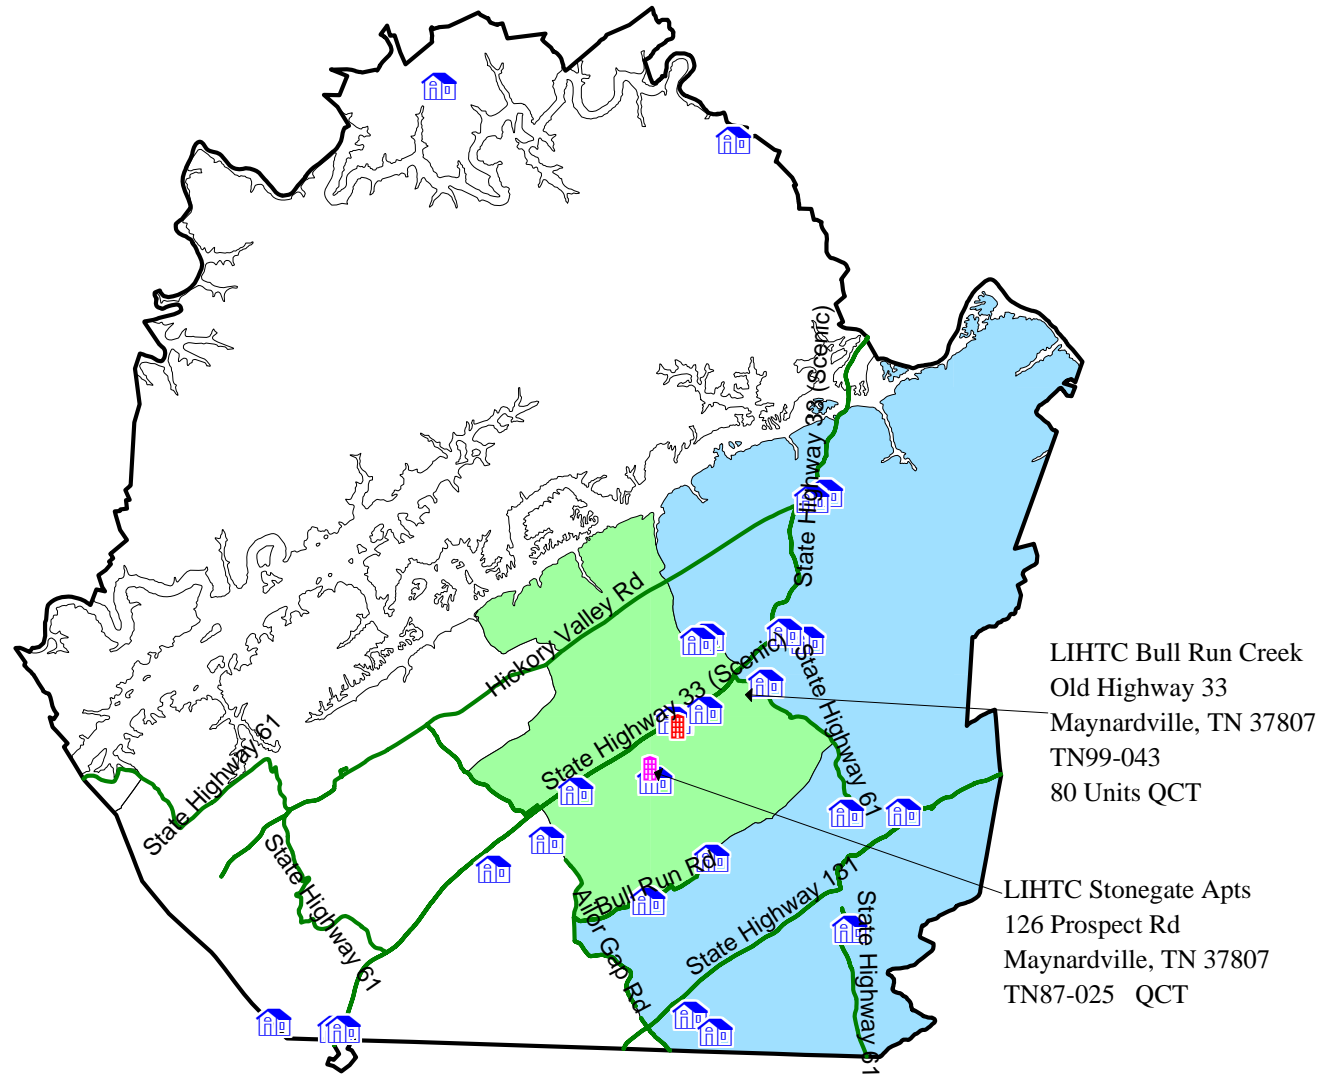 State Highway 33 (Scenic)
State Highway 33 (Scenic)
Hickory Valley Rd
State Highway 33 (Scenic)
State Highway 61
LIHTC Bull Run Creek
Old Highway 33
Maynardville, TN 37807
TN99-043
80 Units QCT
State Highway 61
State Highway 61
Bull Run Rd
State Highway 131
Ailor Gap Rd
State Highway 61
LIHTC Stonegate Apts
126 Prospect Rd
Maynardville, TN 37807
TN87-025 QCT